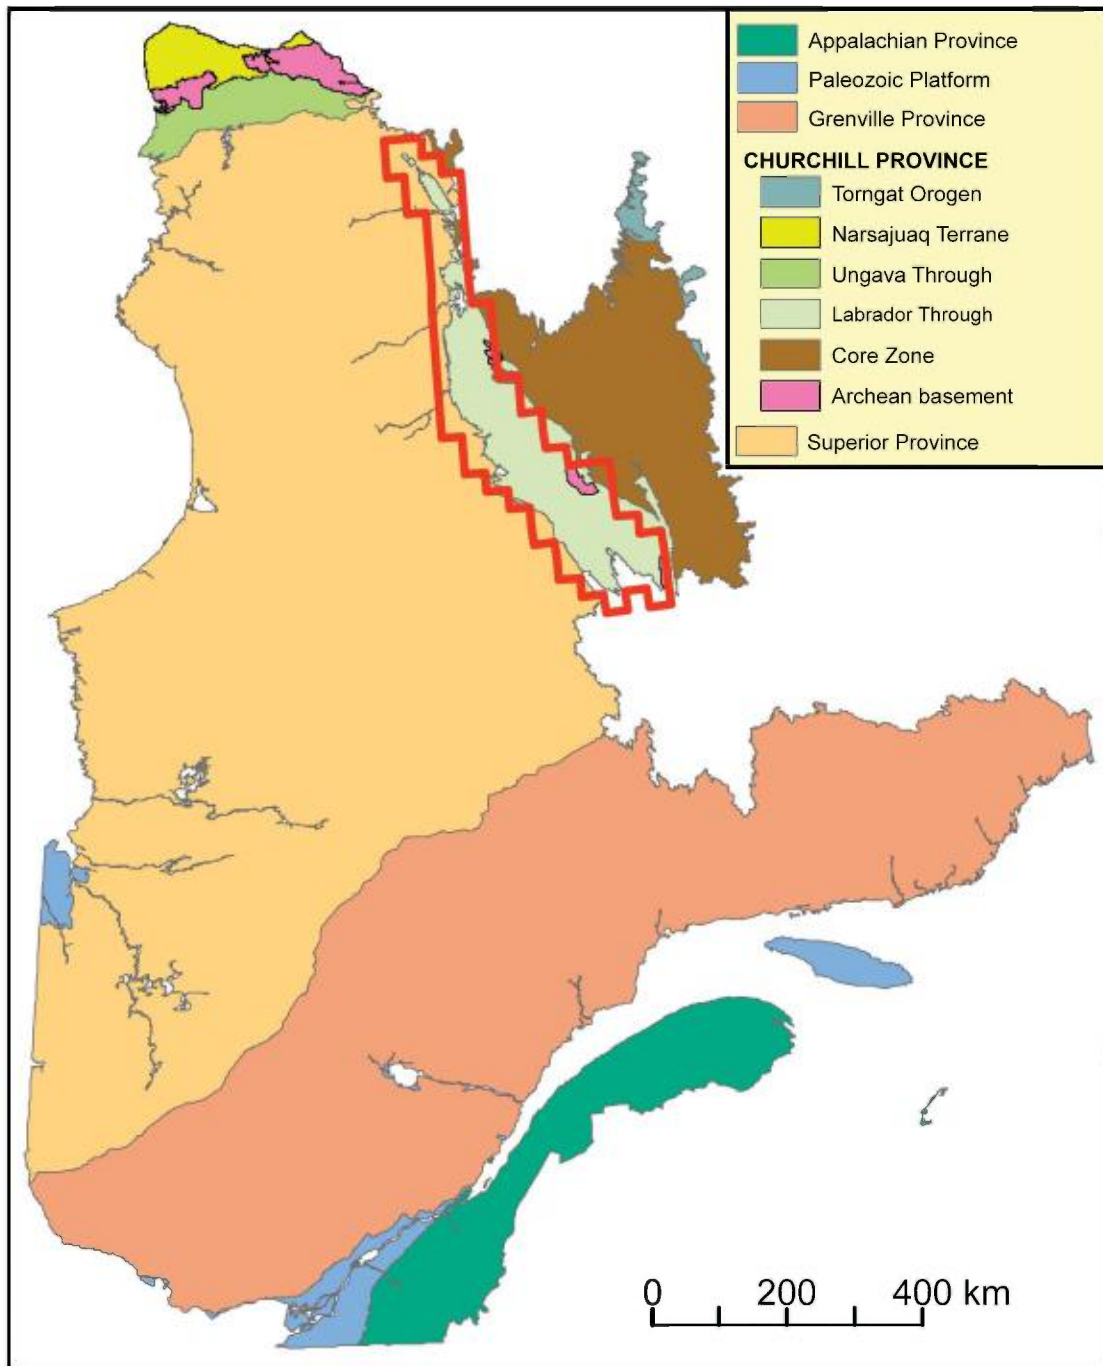 Appalachian Province
Paleozoic Platform
Grenville Province
CHURCHILL PROVINCE
Torngat Orogen
Narsajuaq Terrane
Ungava Through
Labrador Through
Core Zone
Archean basement
Superior Province
0 200 400 km